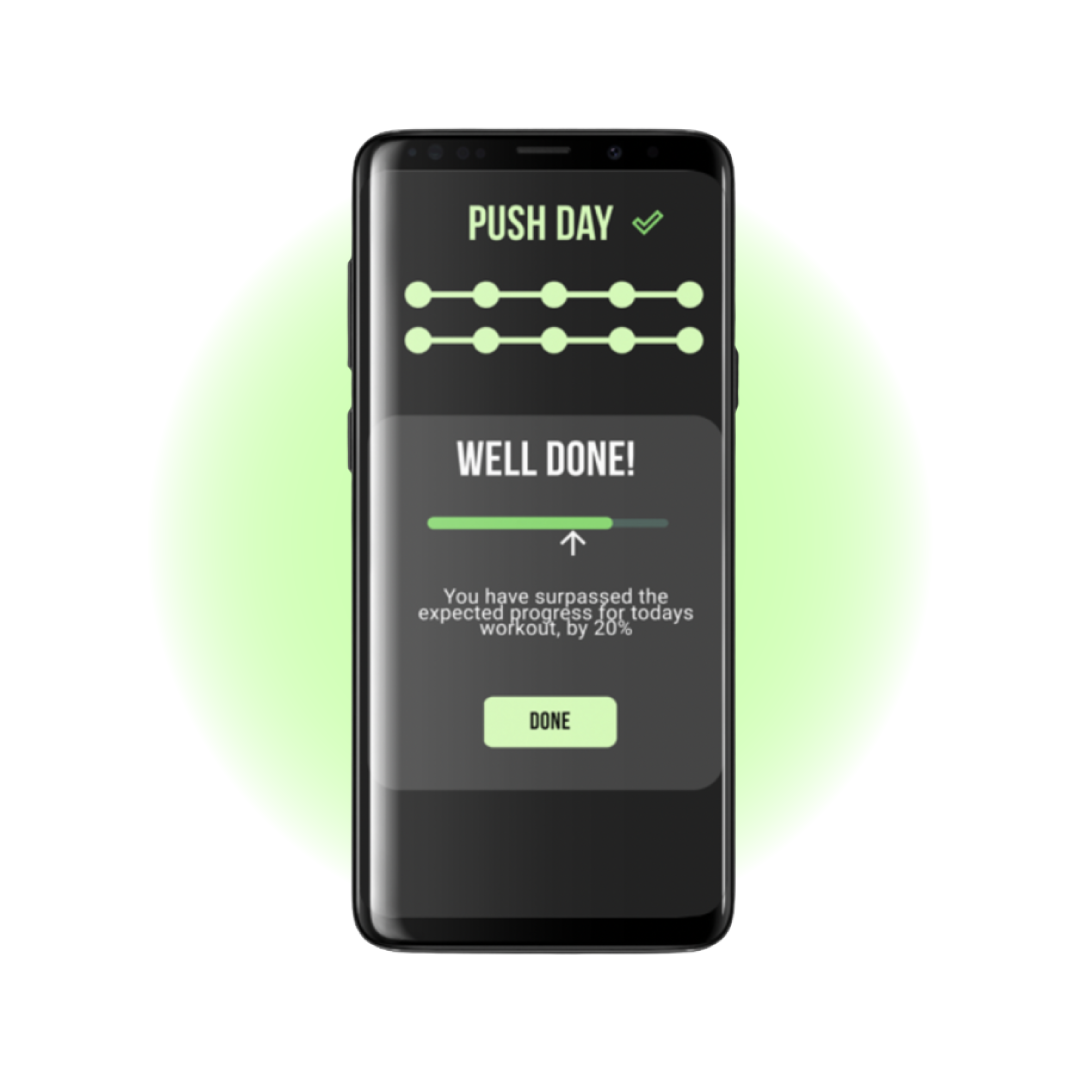 PUSH DAY
WELL DONE!
You have surpassed the
expected progress for todays
workout, by 20%
DONE